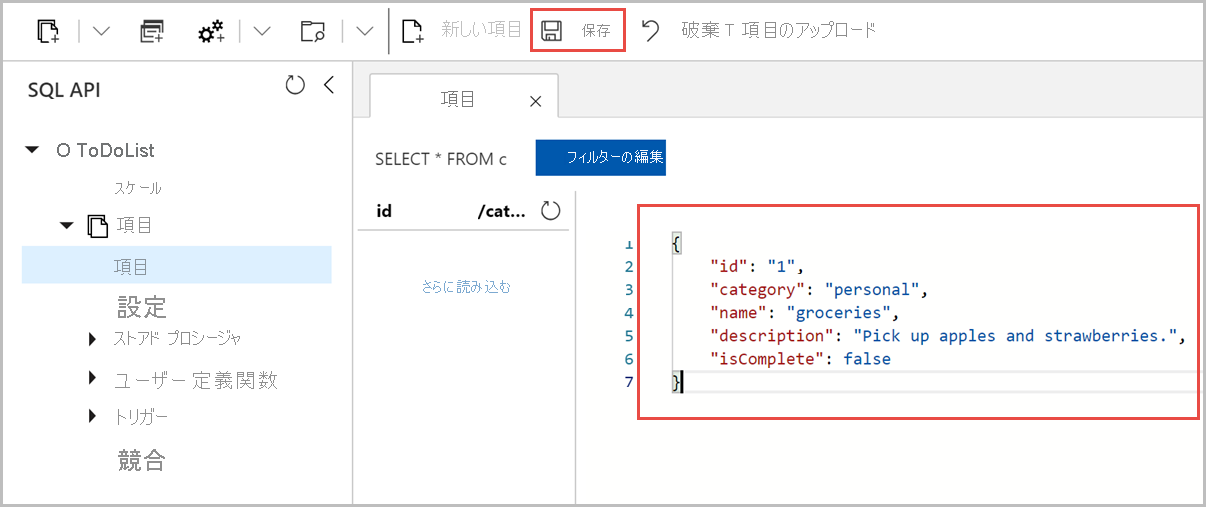 新しい項目 保存 破棄 T 項目のアップロード
SQL API
O ToDoList
スケール
項目
項目
設定
ストアド プロシージャ
ユーザー定義関数
トリガー
競合
項目
SELECT * FROM c フィルターの編集
id /cat...
さらに読み込む
1 {
2 "id": "1",
3 "category": "personal",
4 "name": "groceries",
5 "description": "Pick up apples and strawberries.",
6 "isComplete": false
7 }